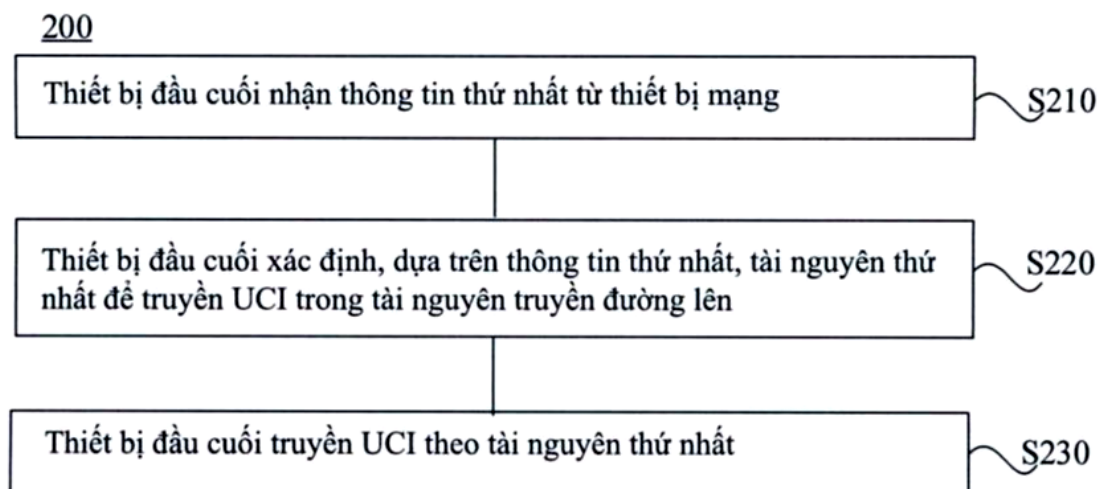 200
Thiết bị đầu cuối nhận thông tin thứ nhất từ thiết bị mạng
S210
Thiết bị đầu cuối xác định, dựa trên thông tin thứ nhất, tài nguyên thứ
nhất để truyền UCI trong tài nguyên truyền đường lên
S220
Thiết bị đầu cuối truyền UCI theo tài nguyên thứ nhất
S230